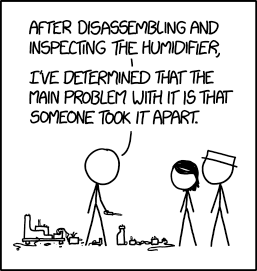 AFTER DISASSEMBLING AND
INSPECTING THE HUMIDIFIER,
I'VE DETERMINED THAT THE
MAIN PROBLEM WITH IT IS THAT
SOMEONE TOOK IT APART.